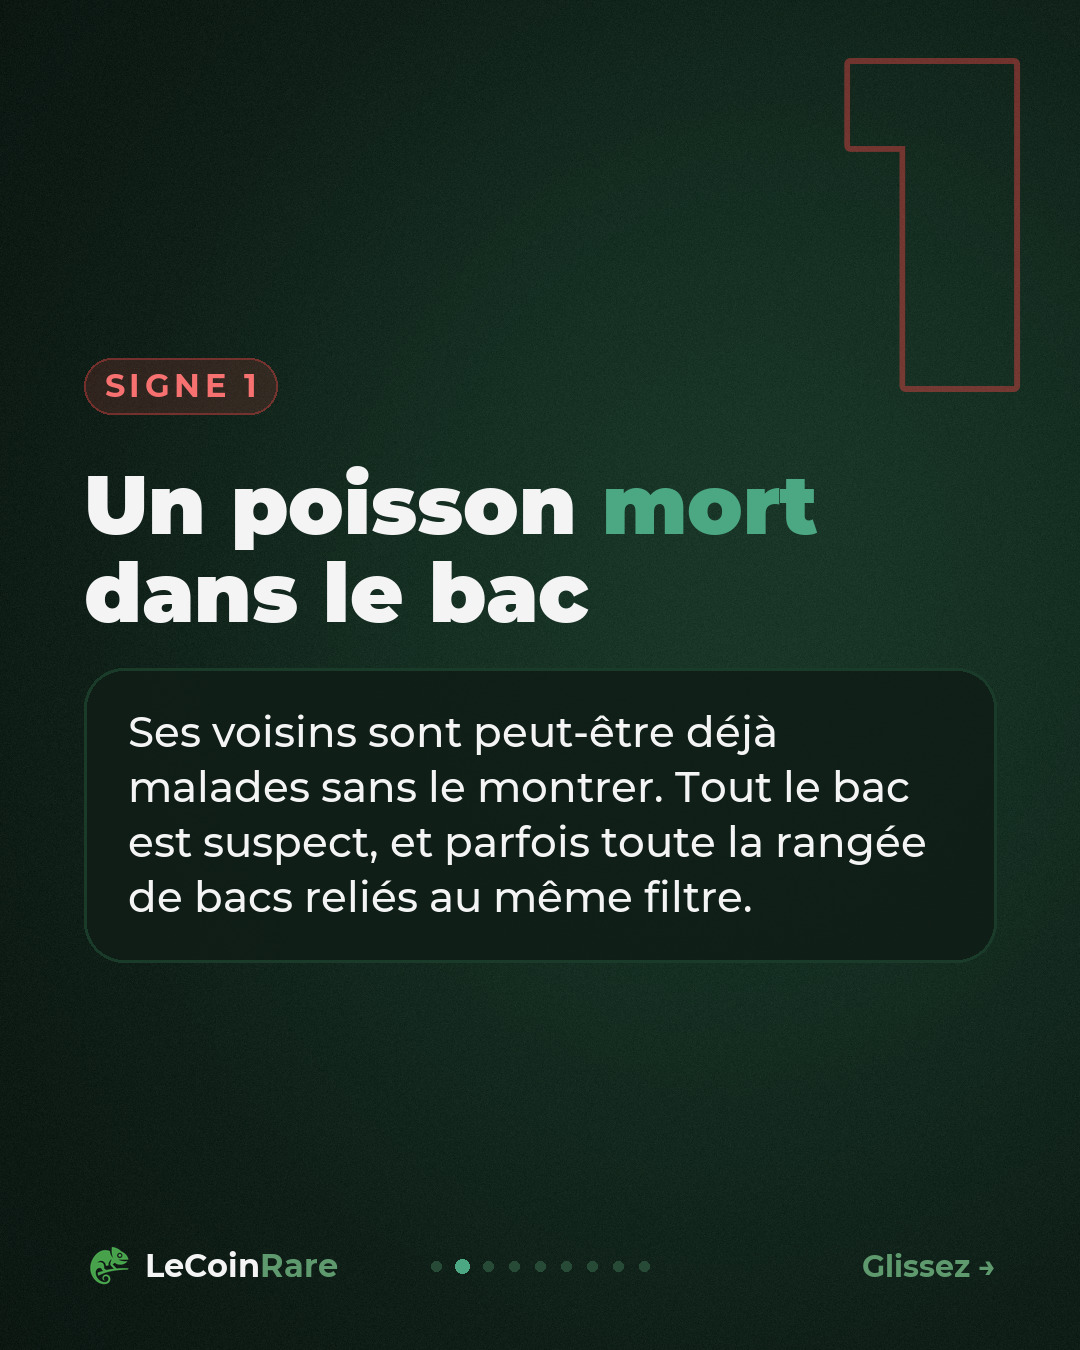 1
SIGNE 1
Un poisson mort
dans le bac
Ses voisins sont peut-être déjà
malades sans le montrer. Tout le bac
est suspect, et parfois toute la rangée
de bacs reliés au même filtre.
LeCoinRare
Glissez →